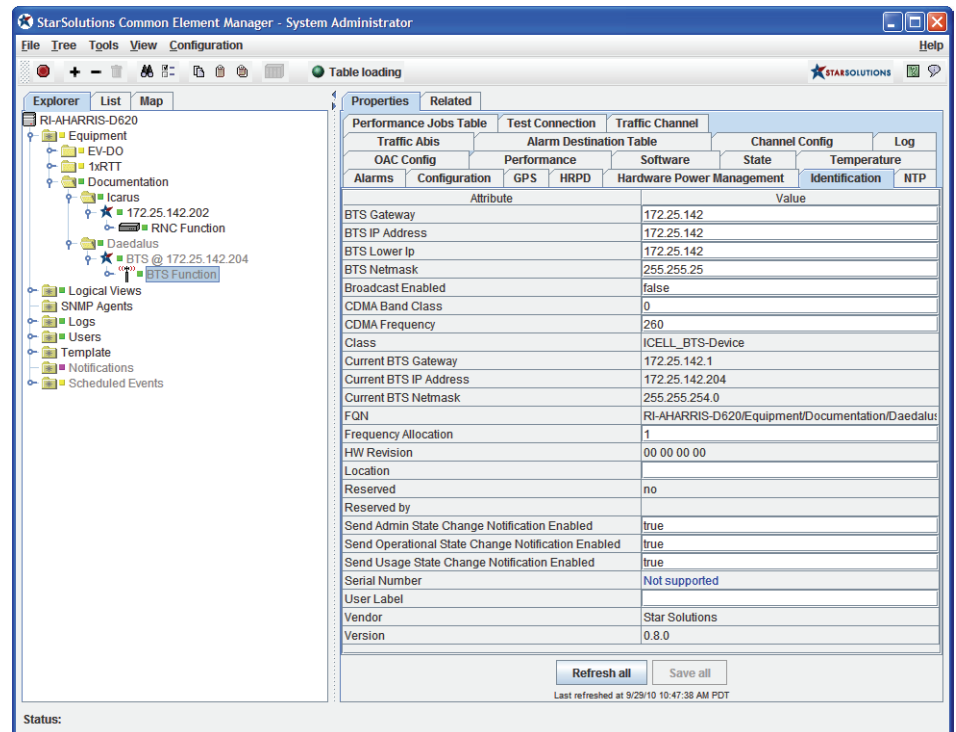 StarSolutions Common Element Manager - System Administrator
File Tree Tools View Configuration Help
Table loading
STARSOLUTIONS
Explorer List Map
RI-AHARRIS-D620
Equipment
EV-DO
1xRTT
Documentation
Icarus
172.25.142.202
RNC Function
Daedalus
BTS @ 172.25.142.204
BTS Function
Logical Views
SNMP Agents
Logs
Users
Template
Notifications
Scheduled Events
Properties Related
Performance Jobs Table Test Connection Traffic Channel
Traffic Abis Alarm Destination Table Channel Config Log
OAC Config Performance Software State Temperature
Alarms Configuration GPS HRPD Hardware Power Management Identification NTP
Attribute Value
BTS Gateway 172.25.142
BTS IP Address 172.25.142
BTS Lower Ip 172.25.142
BTS Netmask 255.255.25
Broadcast Enabled false
CDMA Band Class 0
CDMA Frequency 260
Class ICELL_BTS-Device
Current BTS Gateway 172.25.142.1
Current BTS IP Address 172.25.142.204
Current BTS Netmask 255.255.254.0
FQN RI-AHARRIS-D620/Equipment/Documentation/Daedalus
Frequency Allocation 1
HW Revision 00 00 00 00
Location
Reserved no
Reserved by
Send Admin State Change Notification Enabled true
Send Operational State Change Notification Enabled true
Send Usage State Change Notification Enabled true
Serial Number Not supported
User Label
Vendor Star Solutions
Version 0.8.0
Refresh all Save all
Last refreshed at 9/29/10 10:47:38 AM PDT
Status: